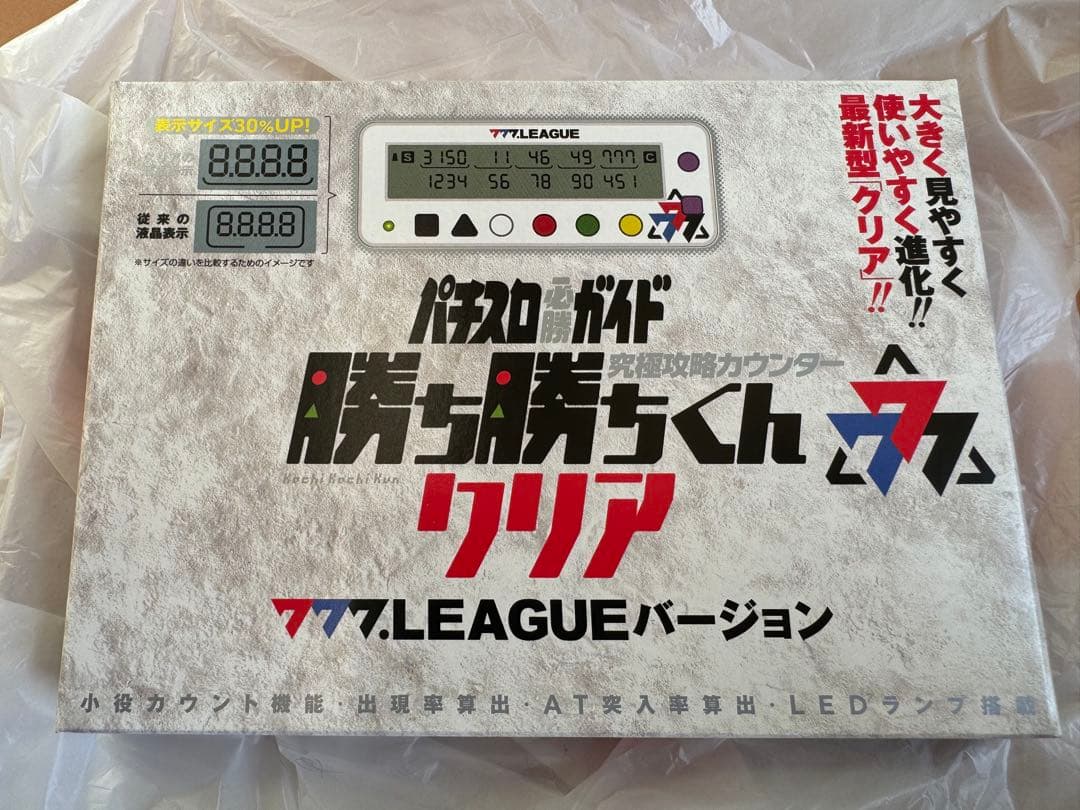 表示サイズ30%UP!
8.8.8.8
従来の
液晶表示
8.8.8.8
※サイズの違いを比較するためのイメージです
777.LEAGUE
S 3150 11 46 49 777 C
1234 56 78 90 451
777
大きく見やすく
使いやすく進化!!
最新型「クリア」!!
パチスロ必勝ガイド
究極攻略カウンター
勝ち勝ちくん
Kachi Kachi Kun
クリア
777
777.LEAGUEバージョン
小役カウント機能・出現率算出・AT突入率算出・LEDランプ搭載